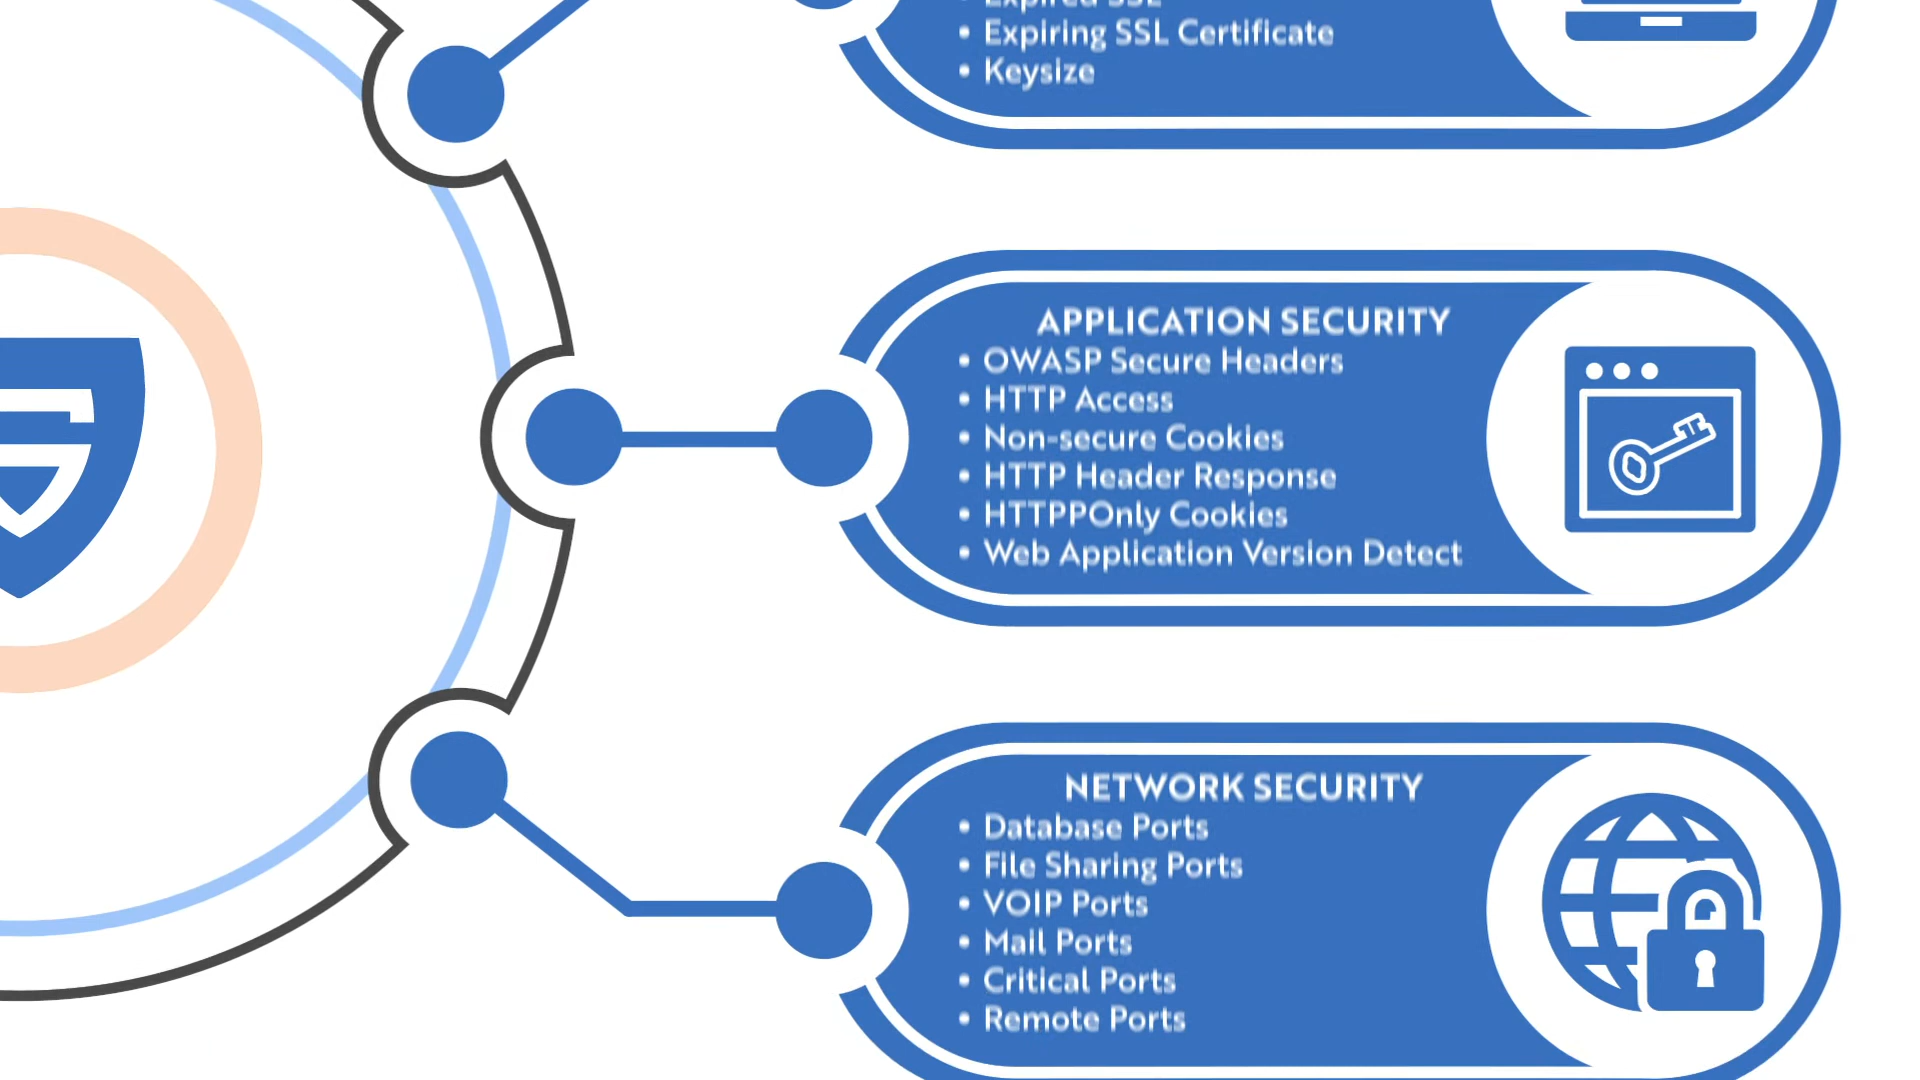 Expired SSL
• Expiring SSL Certificate
• Keysize
APPLICATION SECURITY
• OWASP Secure Headers
• HTTP Access
• Non-secure Cookies
• HTTP Header Response
• HTTPPOnly Cookies
• Web Application Version Detect
NETWORK SECURITY
• Database Ports
• File Sharing Ports
• VOIP Ports
• Mail Ports
• Critical Ports
• Remote Ports